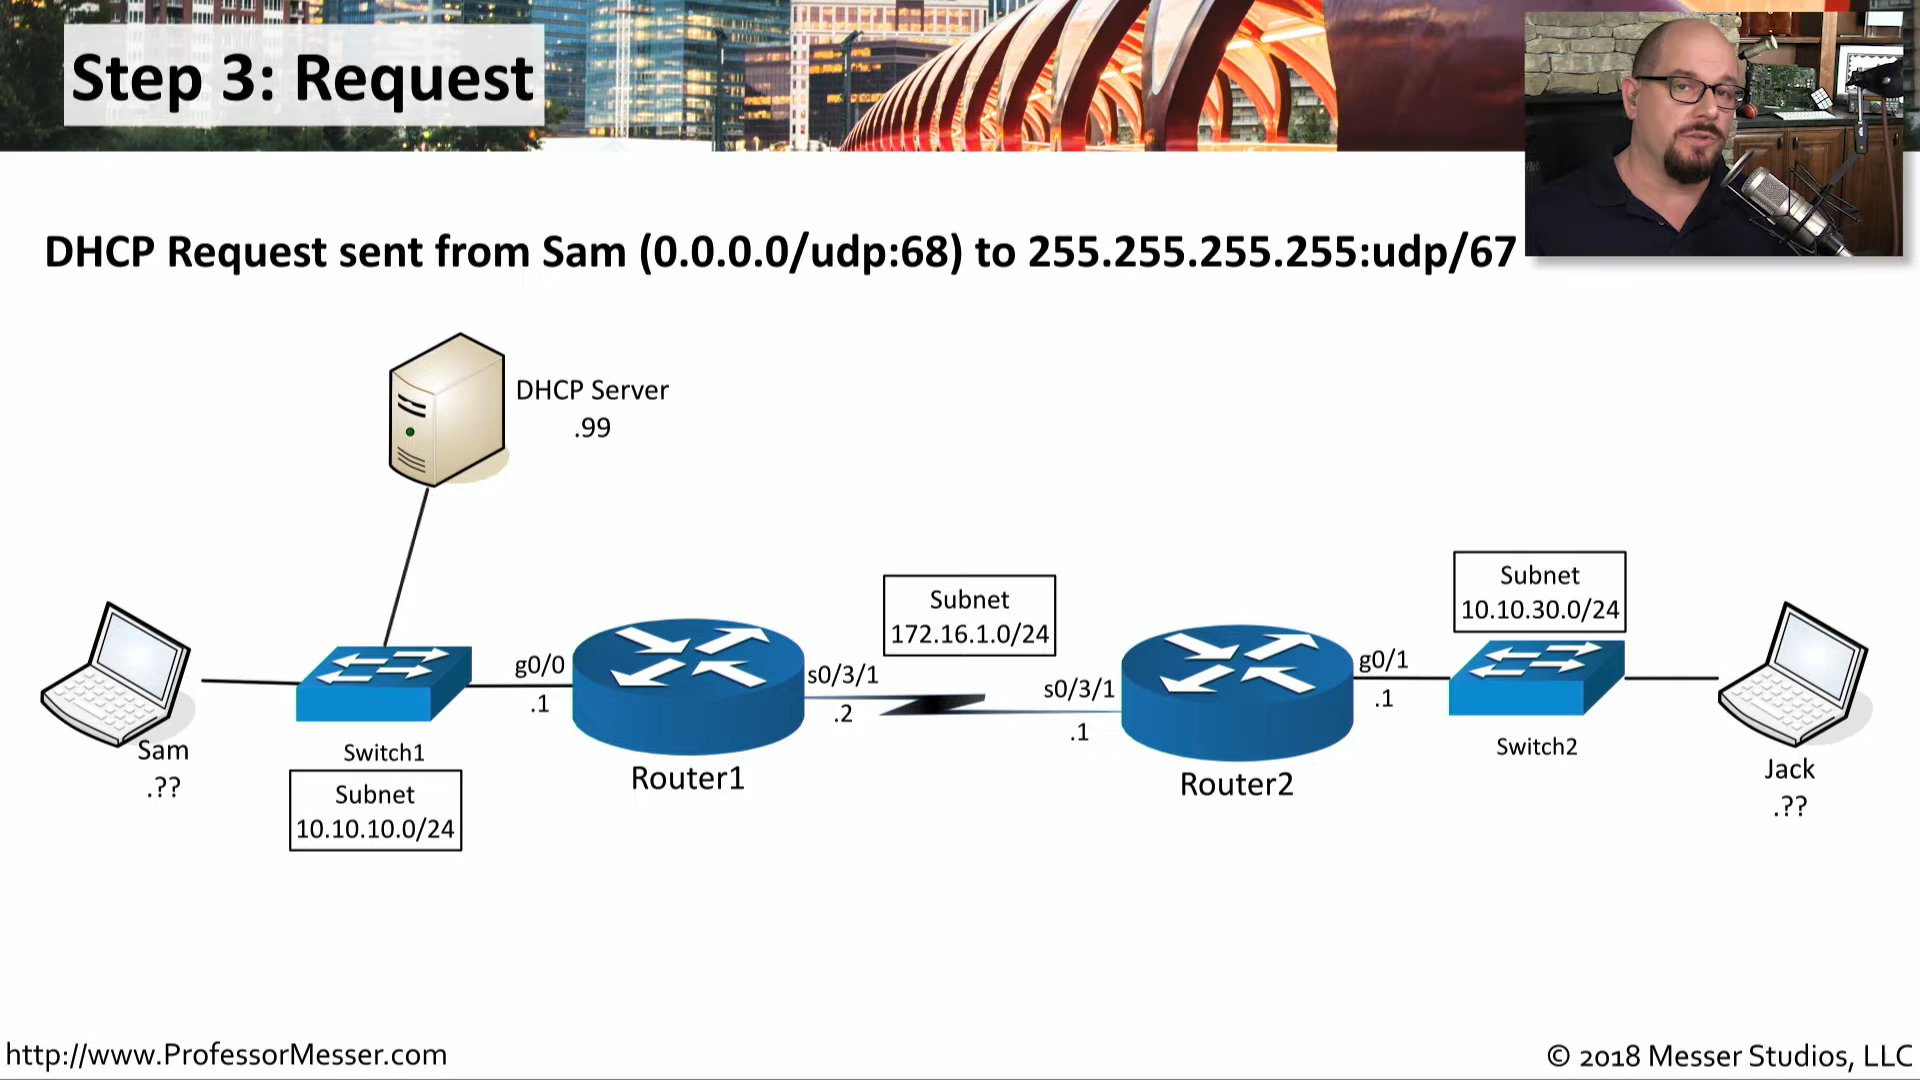 Step 3: Request
DHCP Request sent from Sam (0.0.0.0/udp:68) to 255.255.255.255:udp/67
DHCP Server
.99
Subnet
172.16.1.0/24
Subnet
10.10.30.0/24
g0/0
.1
s0/3/1
.2
s0/3/1
.1
g0/1
.1
Sam
.??
Switch1
Subnet
10.10.10.0/24
Router1
Router2
Switch2
Jack
.??
http://www.ProfessorMesser.com
© 2018 Messer Studios, LLC